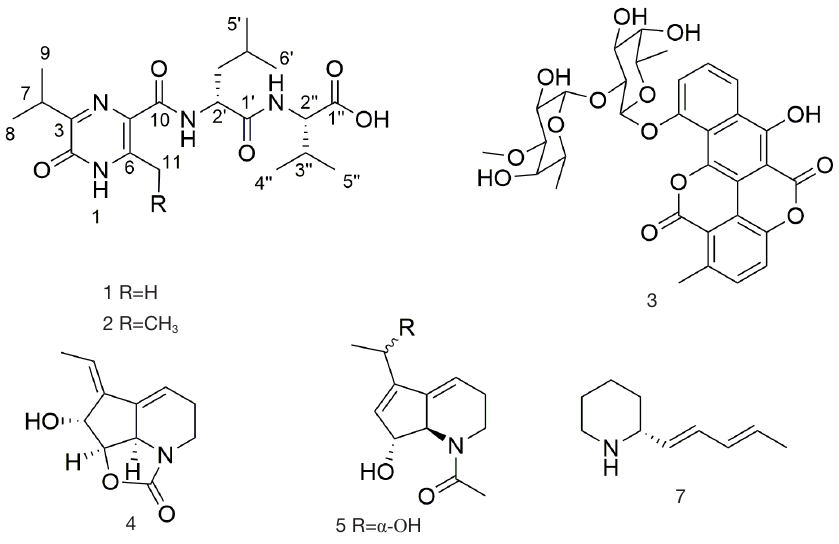 5'
9
6'
7
N
O
H
N
2''
O
8
3
10
N
H
2'
1'
O
1''
OH
O
N
H
6
11
3''
1
R
4''
5''
OH
OH
OH
O
O
O
O
OH
O
HO
O
O
O
O
O
3
1 R=H
2 R=CH₃
HO
H
H
N
O
O
4
R
HO
N
O
5 R=α-OH
N
H
7